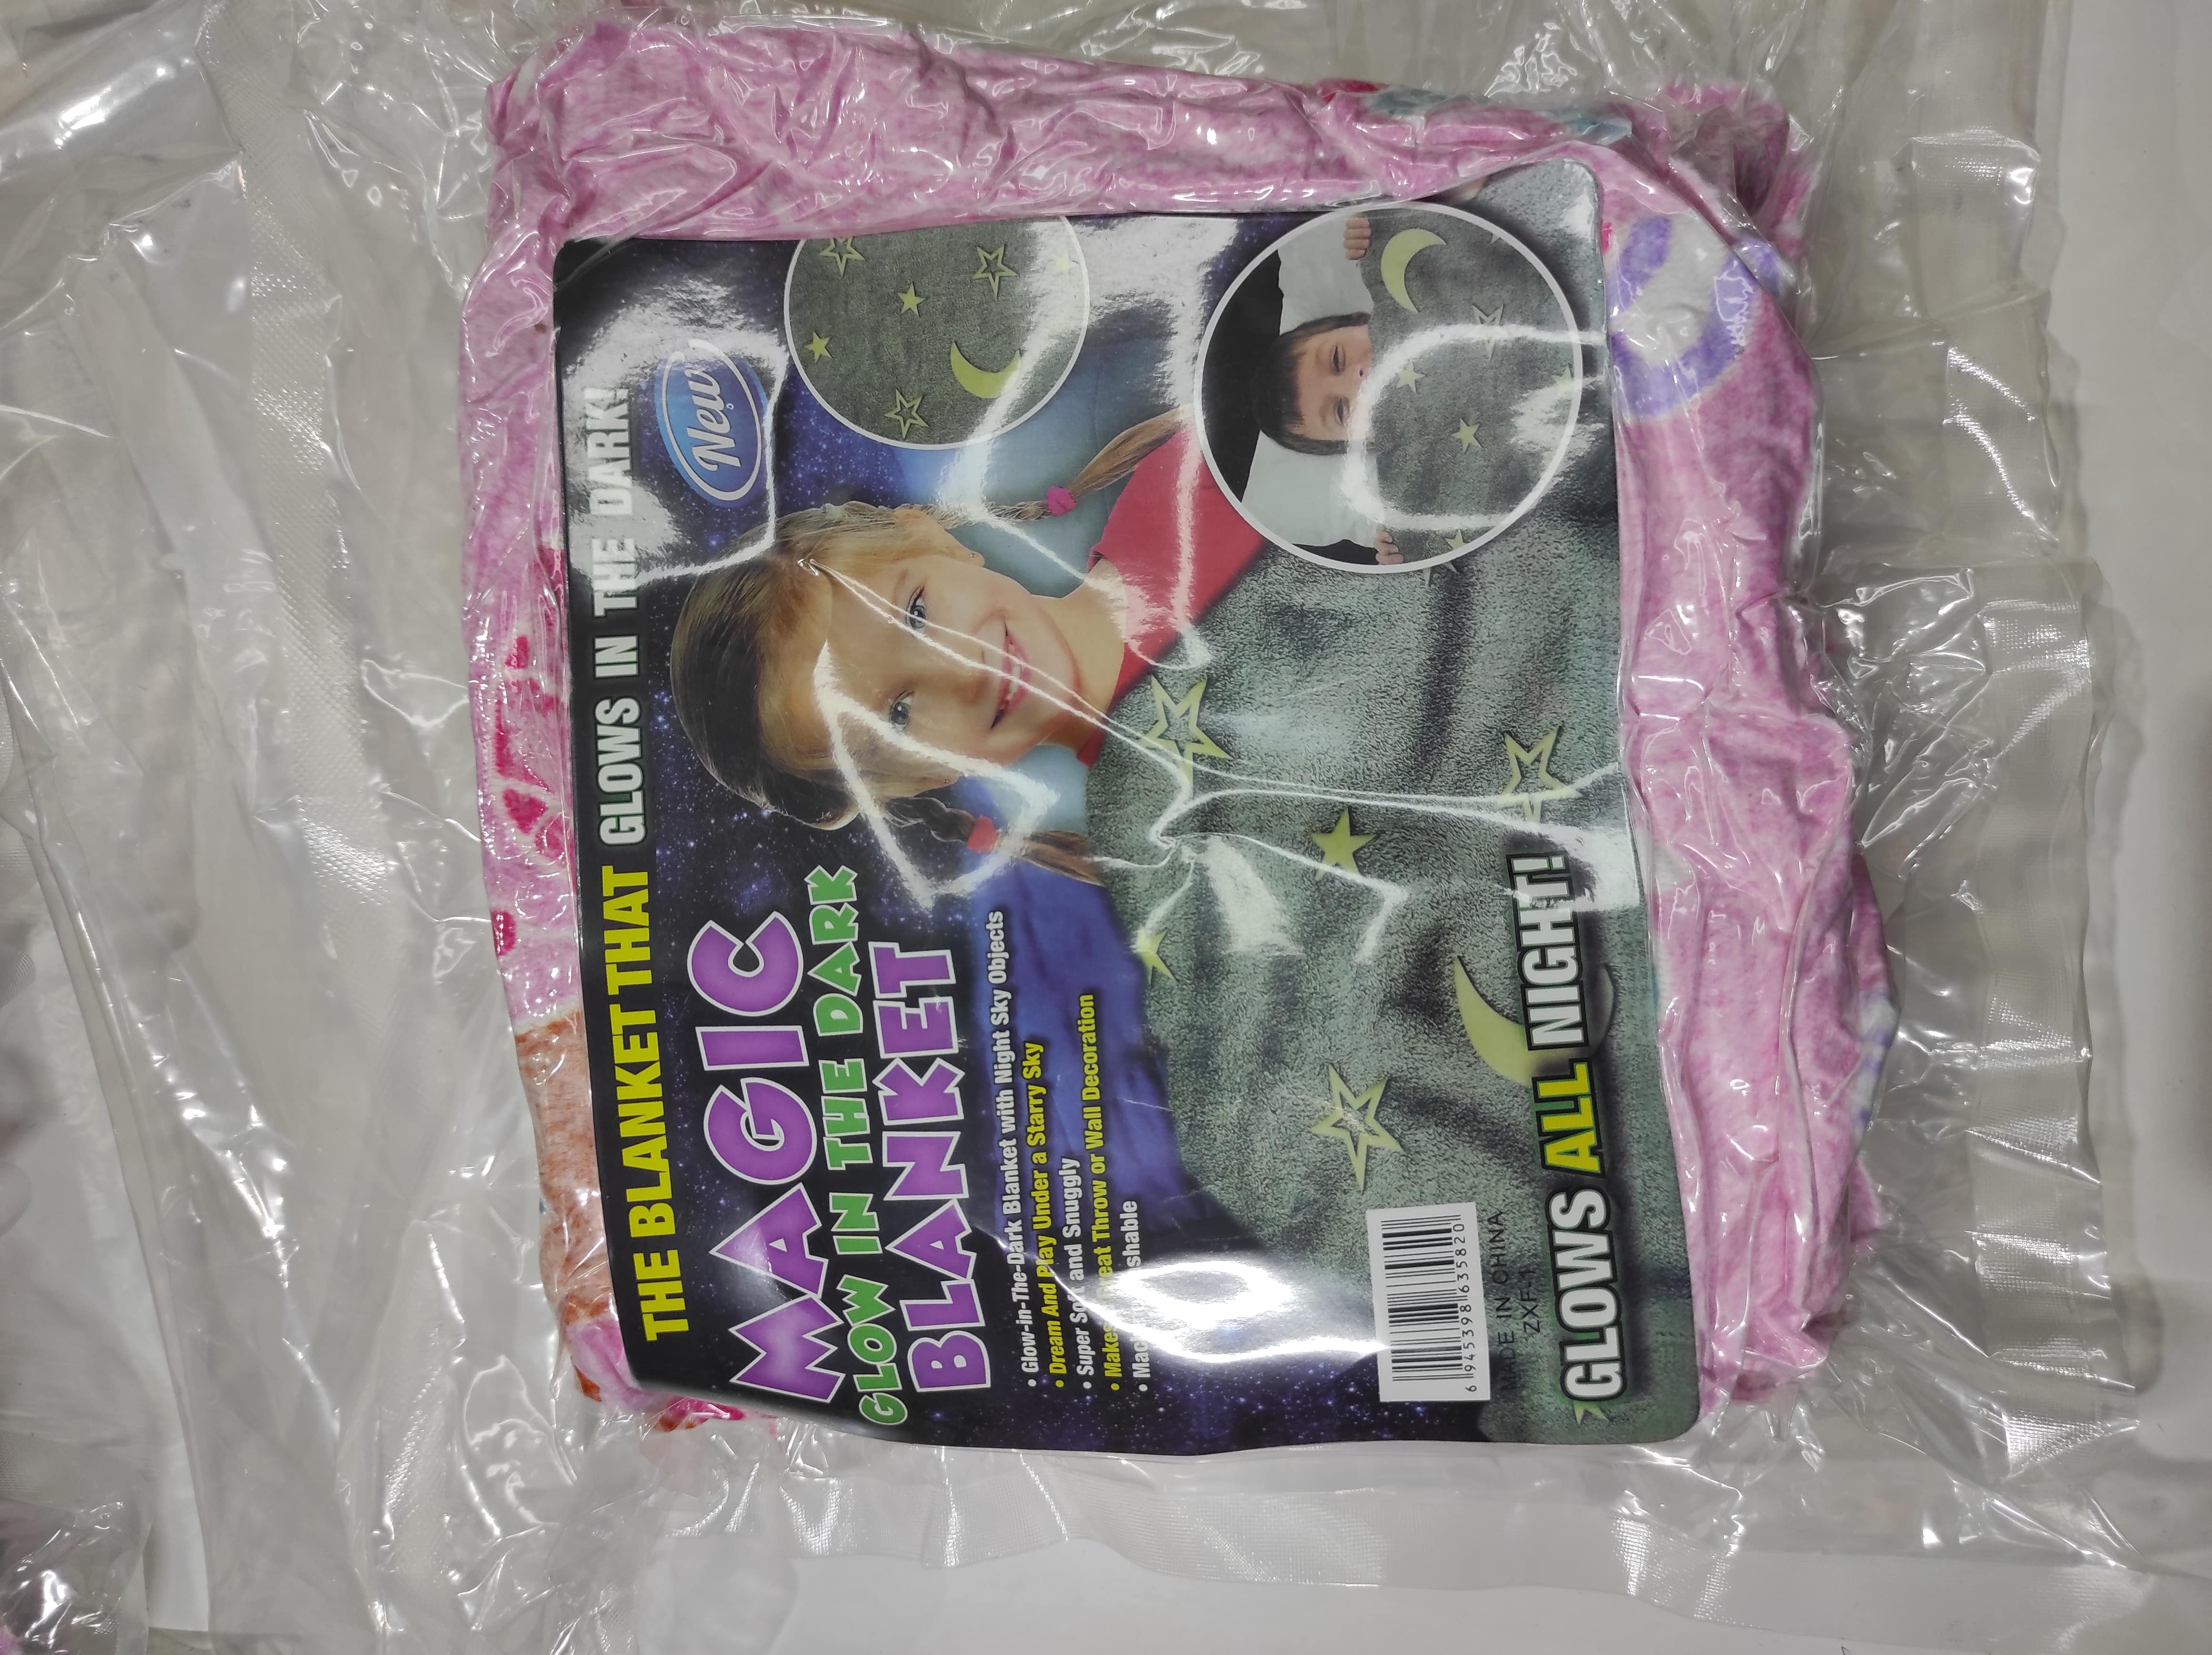 THE BLANKET THAT GLOWS IN THE DARK!
New
MAGIC
GLOW IN THE DARK
BLANKET
• Glow-in-The-Dark Blanket with Night Sky Objects
• Dream And Play Under a Starry Sky
• Super Soft and Snuggly
• Makes Great Throw or Wall Decoration
•
6 945398 635820
MADE IN CHINA
ZXF-1
GLOWS ALL NIGHT!